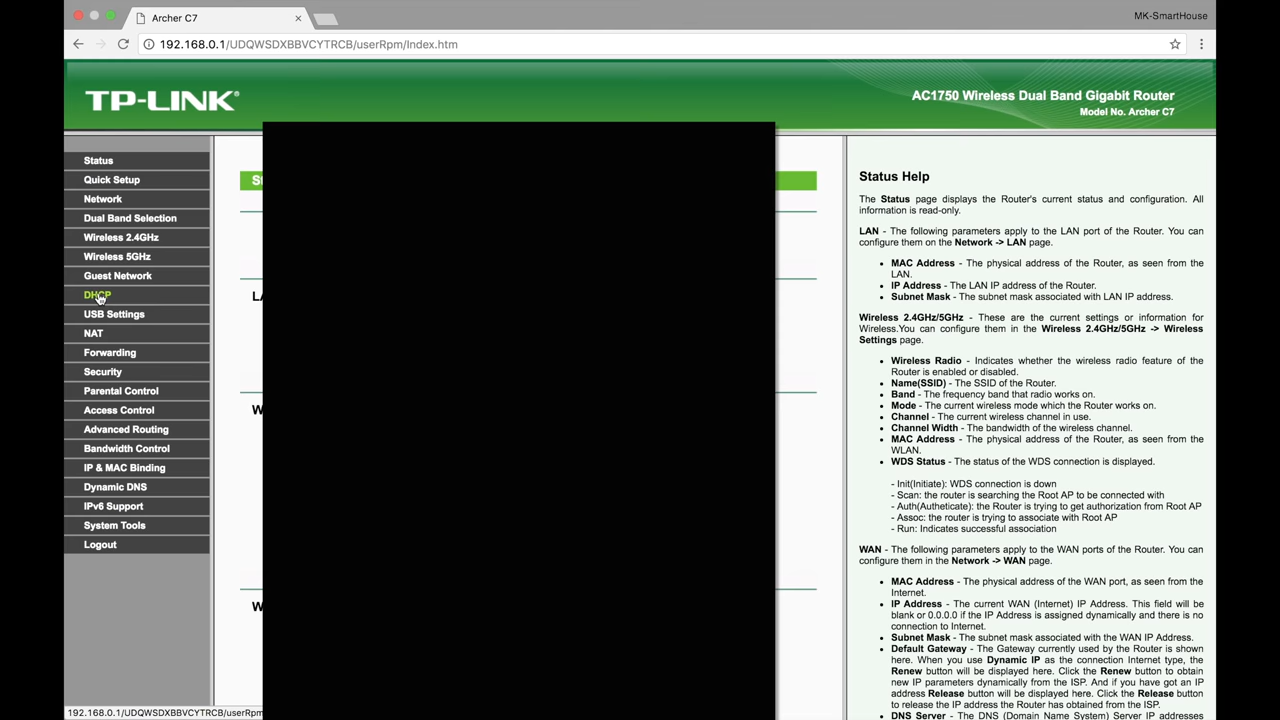 Archer C7
MK-SmartHouse
192.168.0.1/UDQWSDXBBVCYTRCB/userRpm/Index.htm
TP-LINK®
AC1750 Wireless Dual Band Gigabit Router
Model No. Archer C7
Status
Quick Setup
Network
Dual Band Selection
Wireless 2.4GHz
Wireless 5GHz
Guest Network
DHCP
USB Settings
NAT
Forwarding
Security
Parental Control
Access Control
Advanced Routing
Bandwidth Control
IP & MAC Binding
Dynamic DNS
IPv6 Support
System Tools
Logout
Status Help
The Status page displays the Router's current status and configuration. All
information is read-only.
LAN - The following parameters apply to the LAN port of the Router. You can
configure them on the Network -> LAN page.
• MAC Address - The physical address of the Router, as seen from the
LAN.
• IP Address - The LAN IP address of the Router.
• Subnet Mask - The subnet mask associated with LAN IP address.
Wireless 2.4GHz/5GHz - These are the current settings or information for
Wireless.You can configure them in the Wireless 2.4GHz/5GHz -> Wireless
Settings page.
• Wireless Radio - Indicates whether the wireless radio feature of the
Router is enabled or disabled.
• Name(SSID) - The SSID of the Router.
• Band - The frequency band that radio works on.
• Mode - The current wireless mode which the Router works on.
• Channel - The current wireless channel in use.
• Channel Width - The bandwidth of the wireless channel.
• MAC Address - The physical address of the Router, as seen from the
WLAN.
• WDS Status - The status of the WDS connection is displayed.
- Init(Initiate): WDS connection is down
- Scan: the router is searching the Root AP to be connected with
- Auth(Autheticate): the Router is trying to get authorization from Root AP
- Assoc: the router is trying to associate with Root AP
- Run: Indicates successful association
WAN - The following parameters apply to the WAN ports of the Router. You can
configure them in the Network -> WAN page.
• MAC Address - The physical address of the WAN port, as seen from the
Internet.
• IP Address - The current WAN (Internet) IP Address. This field will be
blank or 0.0.0.0 if the IP Address is assigned dynamically and there is no
connection to Internet.
• Subnet Mask - The subnet mask associated with the WAN IP Address.
• Default Gateway - The Gateway currently used by the Router is shown
here. When you use Dynamic IP as the connection Internet type, the
Renew button will be displayed here. Click the Renew button to obtain
new IP parameters dynamically from the ISP. And if you have got an IP
address Release button will be displayed here. Click the Release button
to release the IP address the Router has obtained from the ISP.
• DNS Server - The DNS (Domain Name System) Server IP addresses
192.168.0.1/UDQWSDXBBVCYTRCB/userRpm